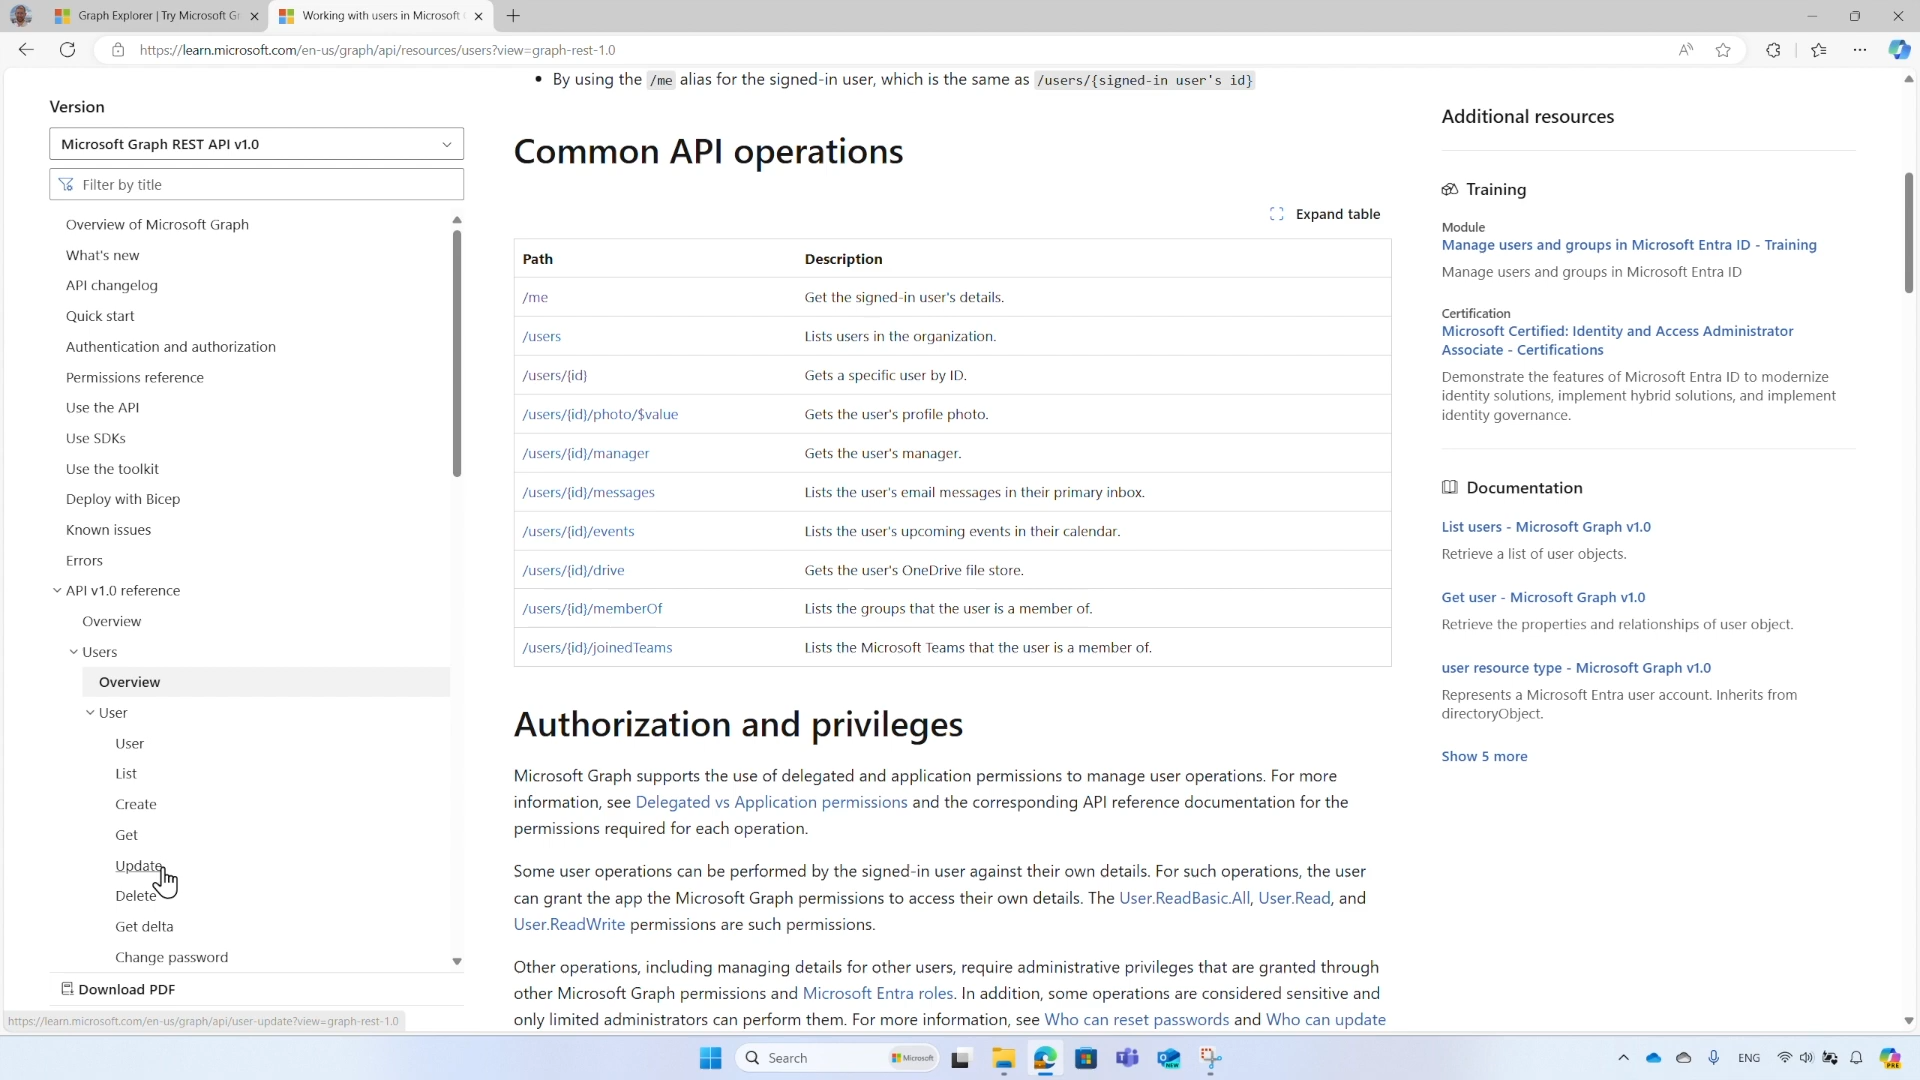 Graph Explorer | Try Microsoft Gr
Working with users in Microsoft
https://learn.microsoft.com/en-us/graph/api/resources/users?view=graph-rest-1.0
• By using the /me alias for the signed-in user, which is the same as /users/{signed-in user's id}
Version
Microsoft Graph REST API v1.0
Filter by title
Overview of Microsoft Graph
What's new
API changelog
Quick start
Authentication and authorization
Permissions reference
Use the API
Use SDKs
Use the toolkit
Deploy with Bicep
Known issues
Errors
API v1.0 reference
Overview
Users
Overview
User
User
List
Create
Get
Update
Delete
Get delta
Change password
Download PDF
https://learn.microsoft.com/en-us/graph/api/user-update?view=graph-rest-1.0
Common API operations
Expand table
Path Description
/me Get the signed-in user's details.
/users Lists users in the organization.
/users/{id} Gets a specific user by ID.
/users/{id}/photo/$value Gets the user's profile photo.
/users/{id}/manager Gets the user's manager.
/users/{id}/messages Lists the user's email messages in their primary inbox.
/users/{id}/events Lists the user's upcoming events in their calendar.
/users/{id}/drive Gets the user's OneDrive file store.
/users/{id}/memberOf Lists the groups that the user is a member of.
/users/{id}/joinedTeams Lists the Microsoft Teams that the user is a member of.
Authorization and privileges
Microsoft Graph supports the use of delegated and application permissions to manage user operations. For more
information, see Delegated vs Application permissions and the corresponding API reference documentation for the
permissions required for each operation.
Some user operations can be performed by the signed-in user against their own details. For such operations, the user
can grant the app the Microsoft Graph permissions to access their own details. The User.ReadBasic.All, User.Read, and
User.ReadWrite permissions are such permissions.
Other operations, including managing details for other users, require administrative privileges that are granted through
other Microsoft Graph permissions and Microsoft Entra roles. In addition, some operations are considered sensitive and
only limited administrators can perform them. For more information, see Who can reset passwords and Who can update
Additional resources
Training
Module
Manage users and groups in Microsoft Entra ID - Training
Manage users and groups in Microsoft Entra ID
Certification
Microsoft Certified: Identity and Access Administrator
Associate - Certifications
Demonstrate the features of Microsoft Entra ID to modernize
identity solutions, implement hybrid solutions, and implement
identity governance.
Documentation
List users - Microsoft Graph v1.0
Retrieve a list of user objects.
Get user - Microsoft Graph v1.0
Retrieve the properties and relationships of user object.
user resource type - Microsoft Graph v1.0
Represents a Microsoft Entra user account. Inherits from
directoryObject.
Show 5 more
Search
Microsoft
NEW
ENG
PRE